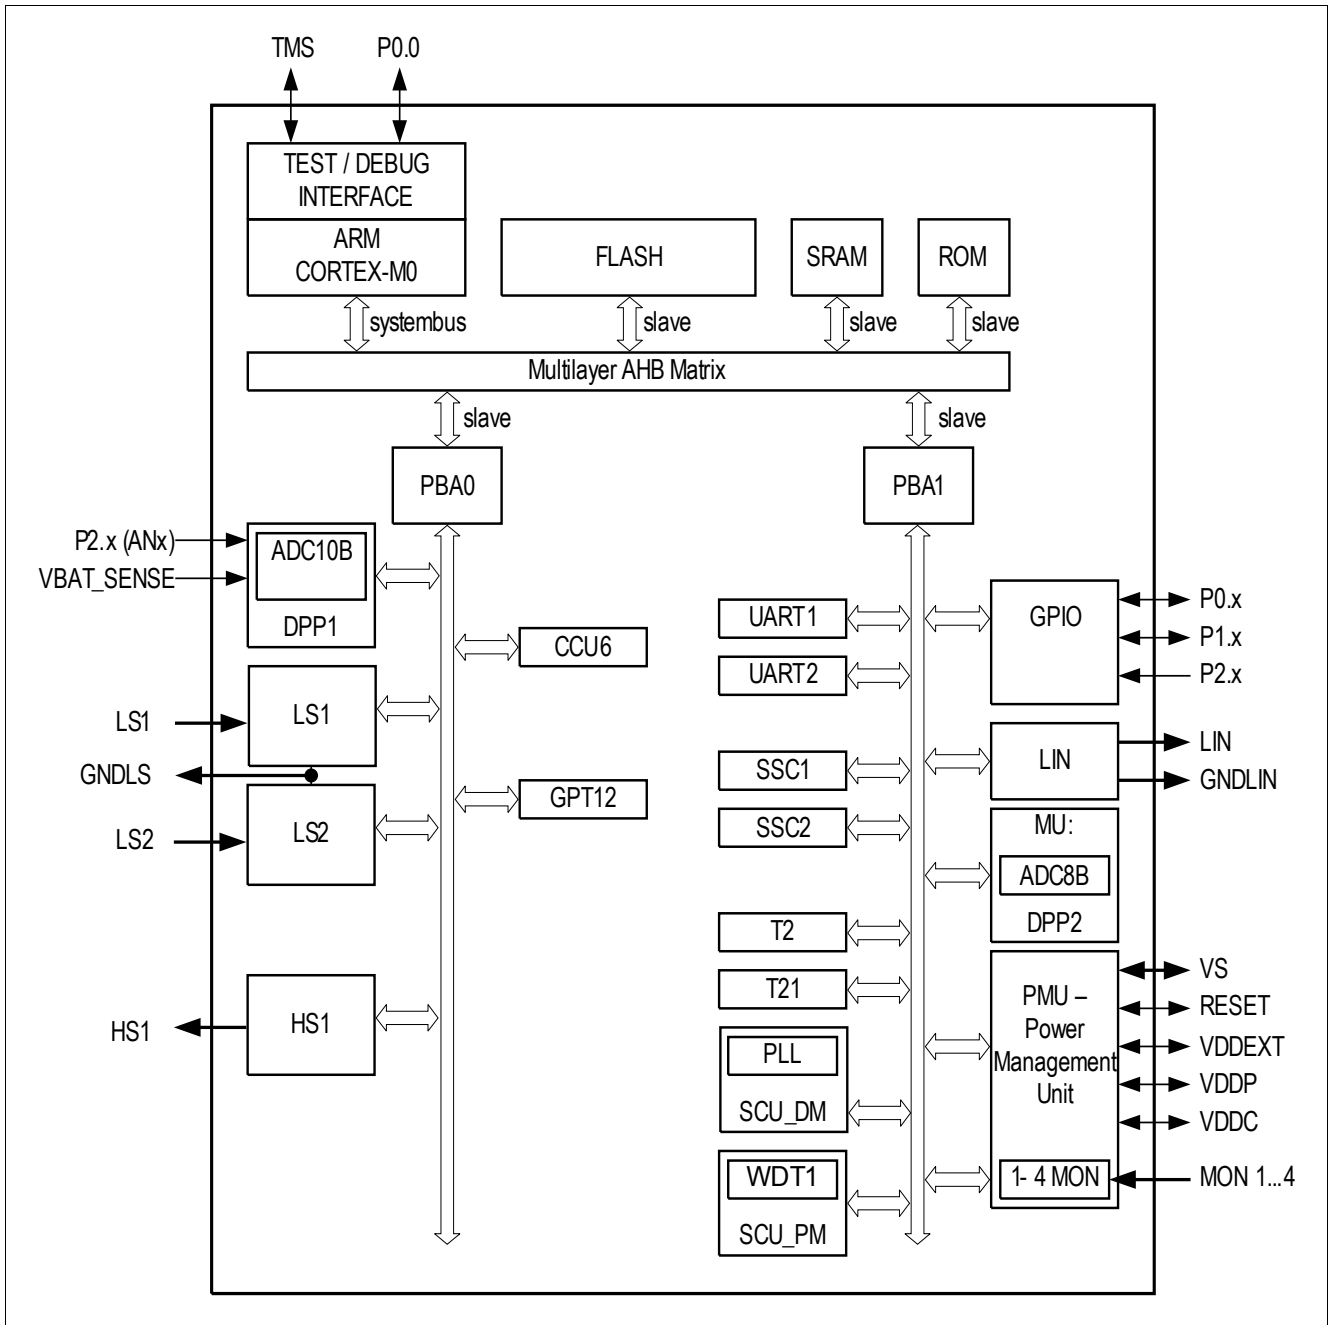 TMS P0.0
TEST / DEBUG
INTERFACE
ARM
CORTEX-M0
FLASH
SRAM
ROM
systembus
slave
slave
slave
Multilayer AHB Matrix
slave
slave
PBA0
PBA1
P2.x (ANx)
VBAT_SENSE
ADC10B
DPP1
CCU6
LS1
LS1
GNDLS
GPT12
LS2
LS2
HS1
HS1
UART1
UART2
SSC1
SSC2
T2
T21
PLL
SCU_DM
WDT1
SCU_PM
GPIO
P0.x
P1.x
P2.x
LIN
LIN
GNDLIN
MU:
ADC8B
DPP2
PMU –
Power
Management
Unit
VS
RESET
VDDEXT
VDDP
VDDC
1- 4 MON
MON 1...4